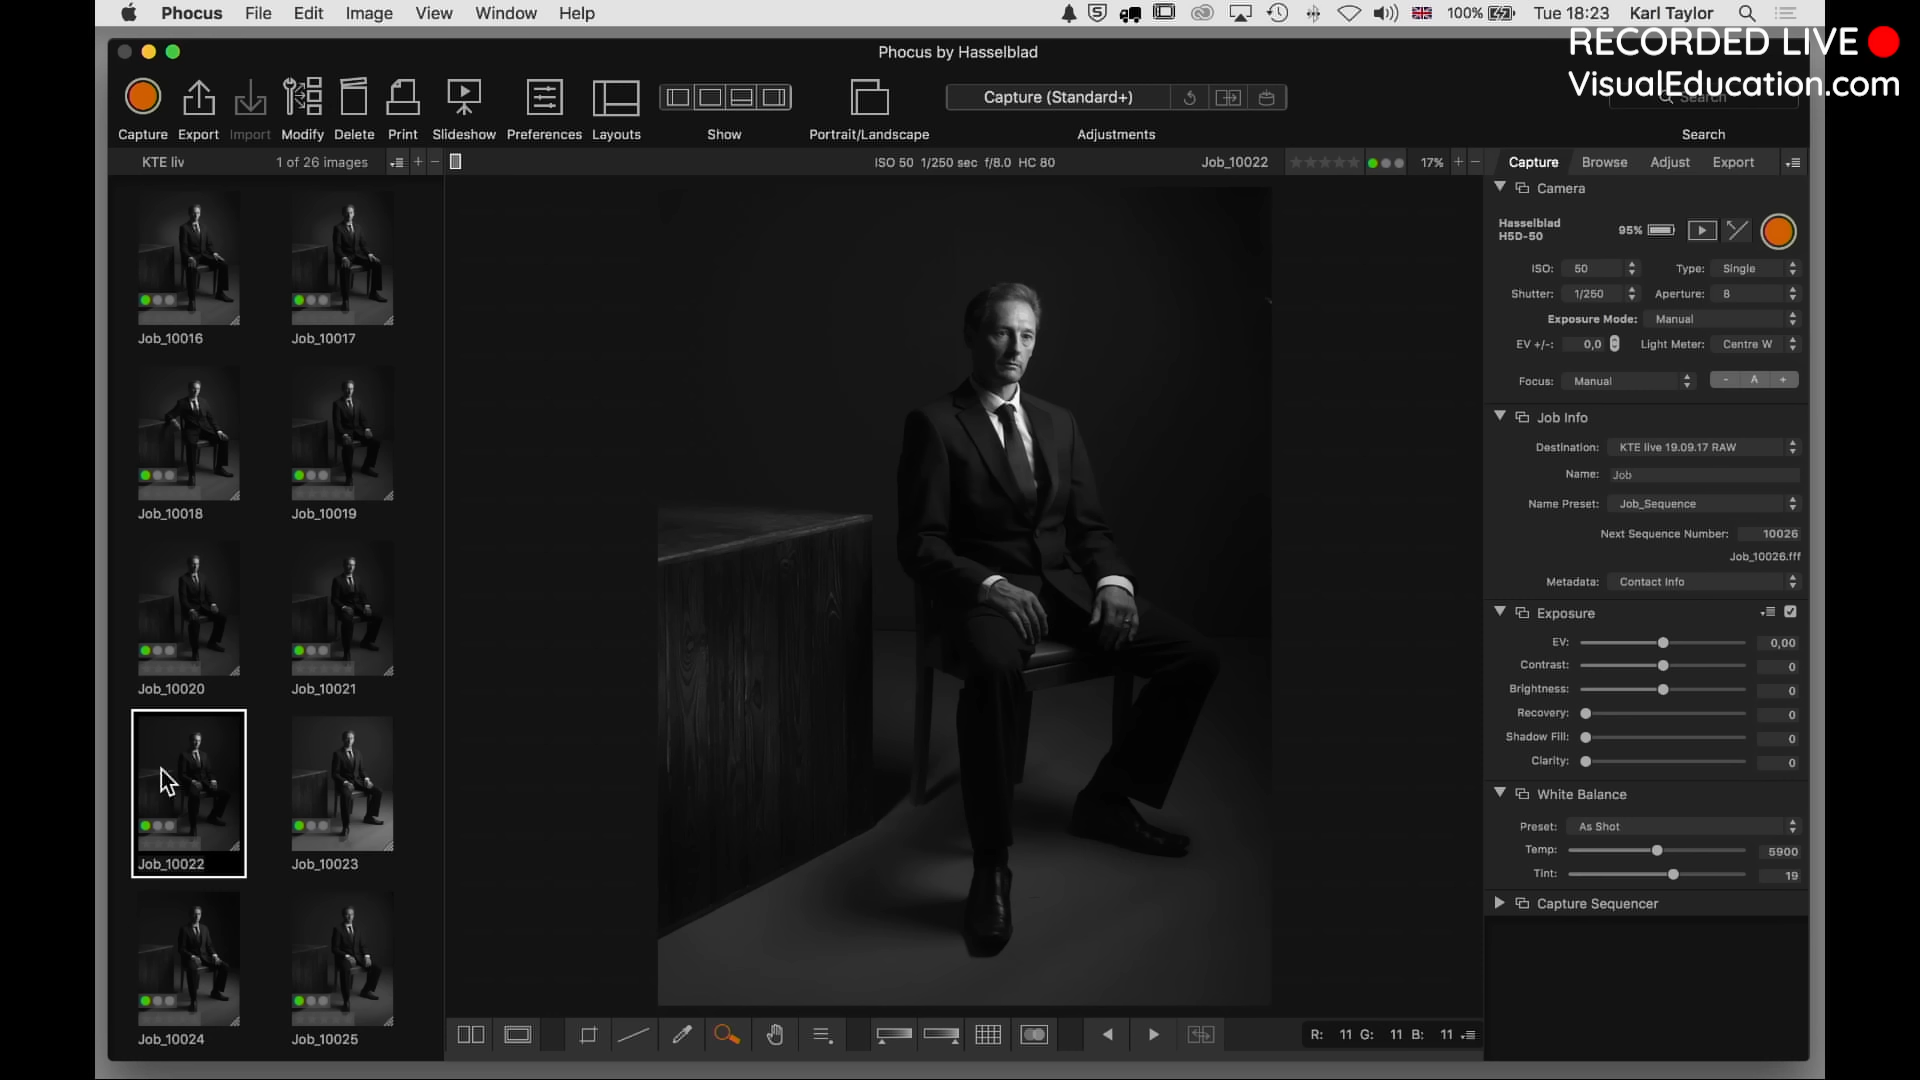 Phocus File Edit Image View Window Help
100% Tue 18:23 Karl Taylor
RECORDED LIVE
VisualEducation.com
Phocus by Hasselblad
Capture (Standard+)
Search
Capture Export Import Modify Delete Print Slideshow Preferences Layouts Show Portrait/Landscape Adjustments Search
KTE liv 1 of 26 images
ISO 50 1/250 sec f/8.0 HC 80 Job_10022 17%
Capture Browse Adjust Export
Job_10016 Job_10017
Job_10018 Job_10019
Job_10020 Job_10021
Job_10022 Job_10023
Job_10024 Job_10025
Camera
Hasselblad
H5D-50
95%
ISO: 50 Type: Single
Shutter: 1/250 Aperture: 8
Exposure Mode: Manual
EV +/-: 0,0 Light Meter: Centre W
Focus: Manual - A +
Job Info
Destination: KTE live 19.09.17 RAW
Name: Job
Name Preset: Job_Sequence
Next Sequence Number: 10026
Job_10026.fff
Metadata: Contact Info
Exposure
EV: 0,00
Contrast: 0
Brightness: 0
Recovery: 0
Shadow Fill: 0
Clarity: 0
White Balance
Preset: As Shot
Temp: 5900
Tint: 19
Capture Sequencer
R: 11 G: 11 B: 11